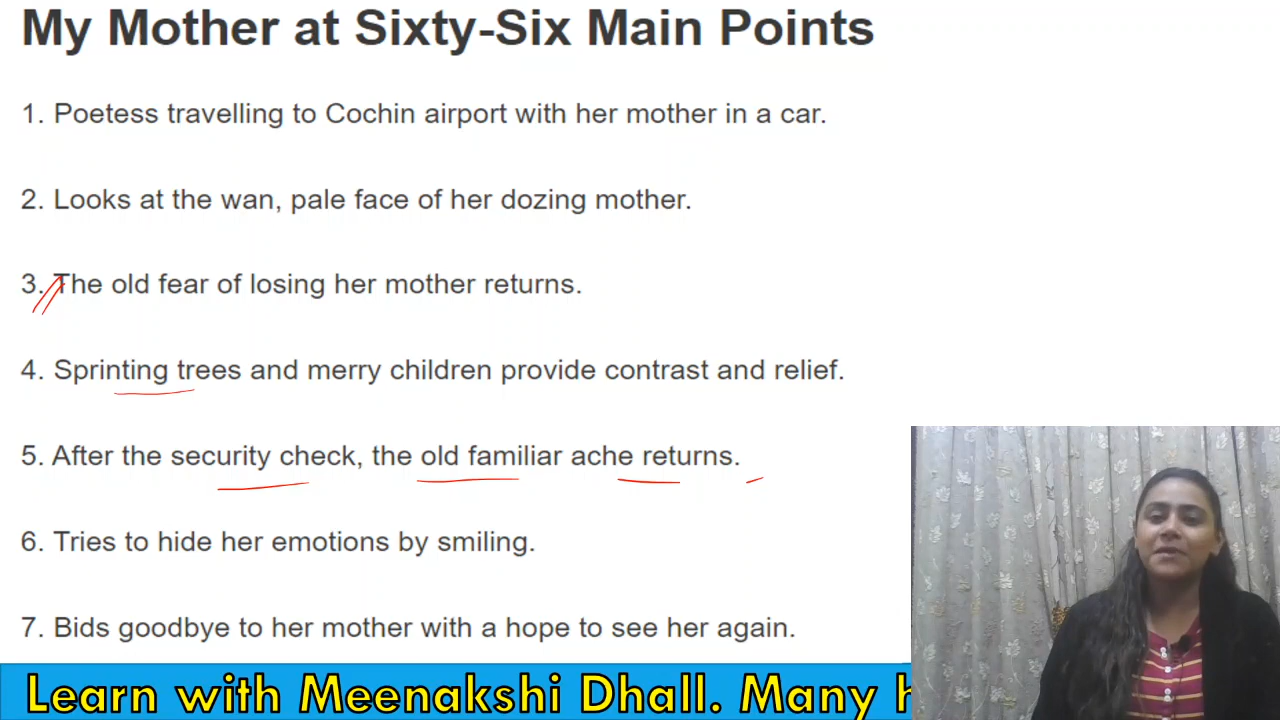 My Mother at Sixty-Six Main Points
1. Poetess travelling to Cochin airport with her mother in a car.
2. Looks at the wan, pale face of her dozing mother.
3. The old fear of losing her mother returns.
4. Sprinting trees and merry children provide contrast and relief.
5. After the security check, the old familiar ache returns.
6. Tries to hide her emotions by smiling.
7. Bids goodbye to her mother with a hope to see her again.
Learn with Meenakshi Dhall. Many